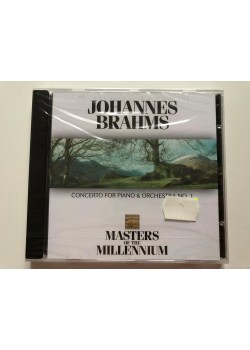 JOHANNES
BRAHMS
CONCERTO FOR PIANO & ORCHESTRA NO. 1
MASTERS
OF THE
MILLENNIUM